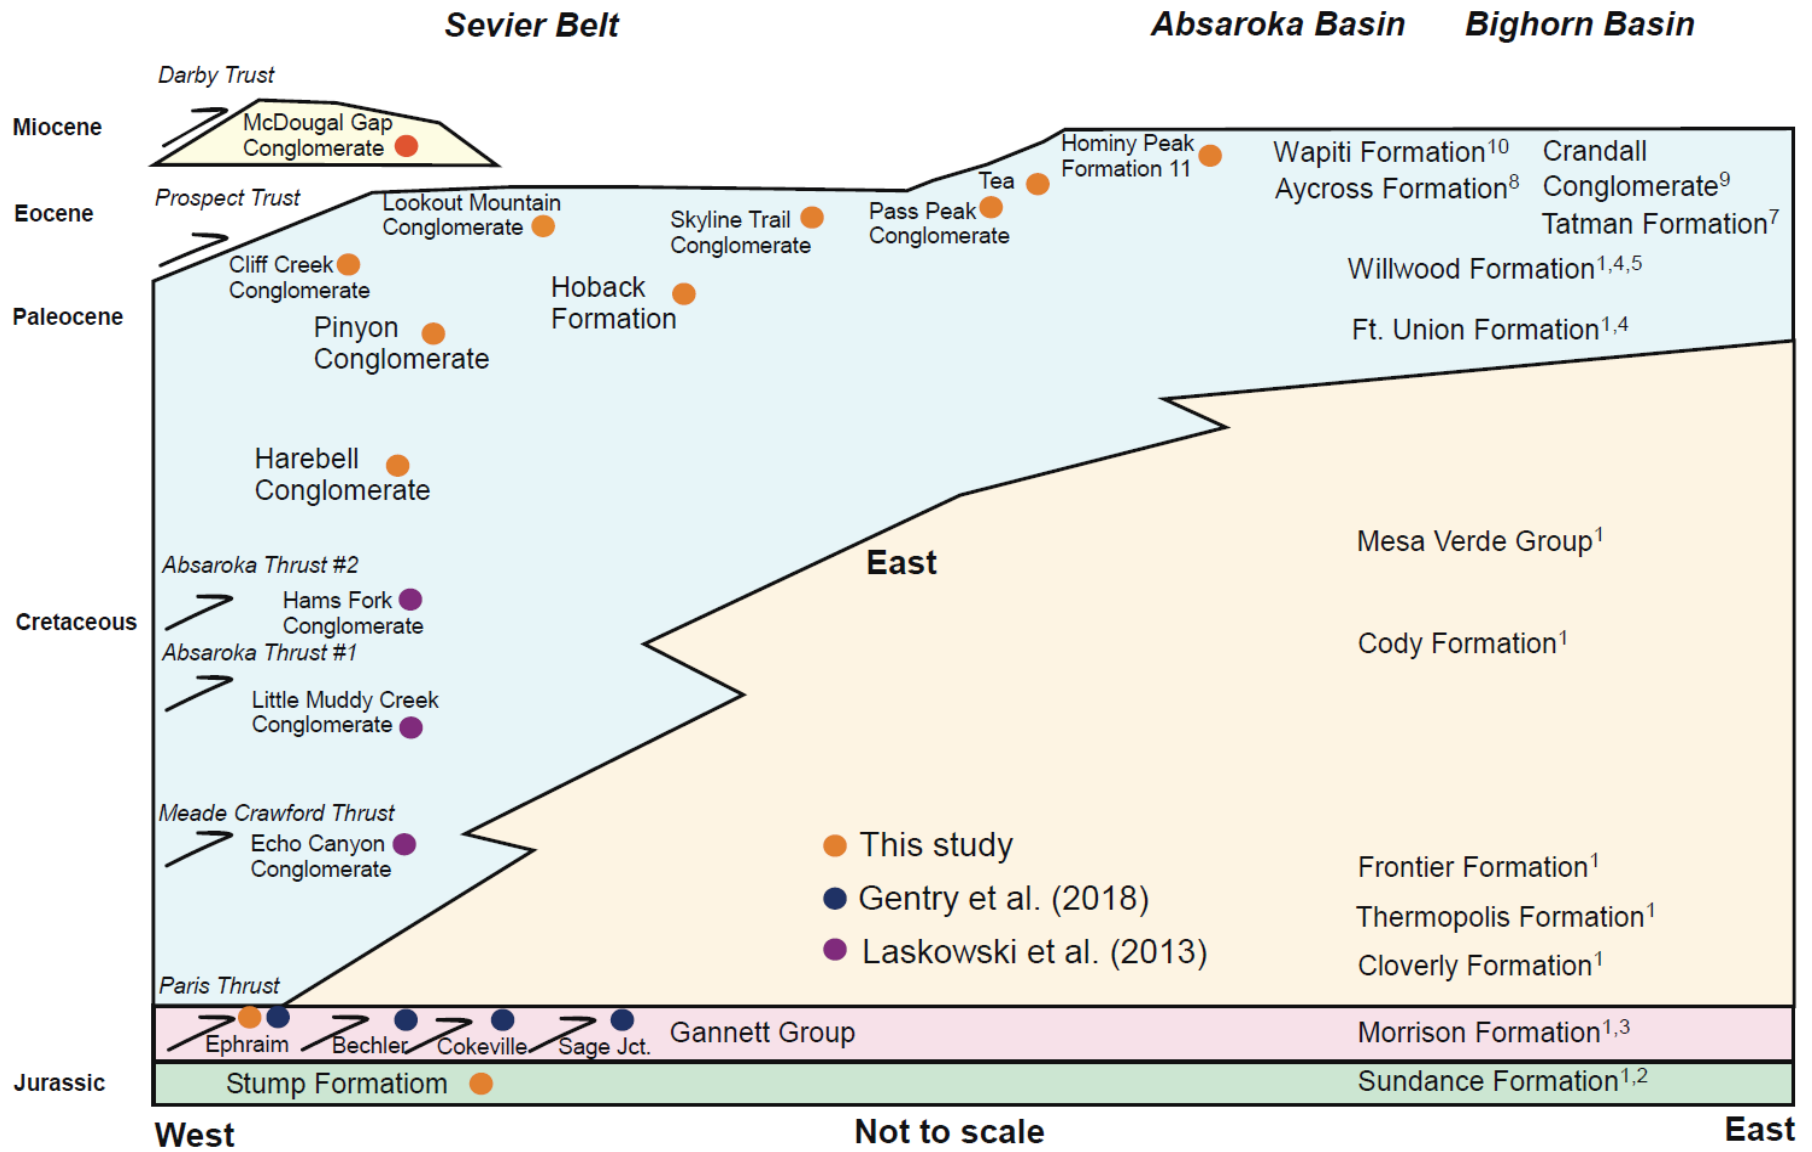 Sevier Belt
Absaroka Basin
Bighorn Basin
Darby Trust
Miocene
McDougal Gap
Conglomerate
Hominy Peak
Formation 11
Wapiti Formation¹⁰
Aycross Formation⁸
Crandall
Conglomerate⁹
Tatman Formation⁷
Prospect Trust
Eocene
Lookout Mountain
Conglomerate
Skyline Trail
Conglomerate
Tea
Pass Peak
Conglomerate
Cliff Creek
Conglomerate
Willwood Formation¹,⁴,⁵
Paleocene
Hoback
Formation
Pinyon
Conglomerate
Ft. Union Formation¹,⁴
Harebell
Conglomerate
Absaroka Thrust #2
Hams Fork
Conglomerate
East
Mesa Verde Group¹
Cretaceous
Absaroka Thrust #1
Little Muddy Creek
Conglomerate
Cody Formation¹
Meade Crawford Thrust
Echo Canyon
Conglomerate
This study
Gentry et al. (2018)
Laskowski et al. (2013)
Frontier Formation¹
Thermopolis Formation¹
Cloverly Formation¹
Paris Thrust
Ephraim
Bechler
Cokeville
Sage Jct.
Gannett Group
Morrison Formation¹,³
Jurassic
Stump Formatiom
Sundance Formation¹,²
West
Not to scale
East